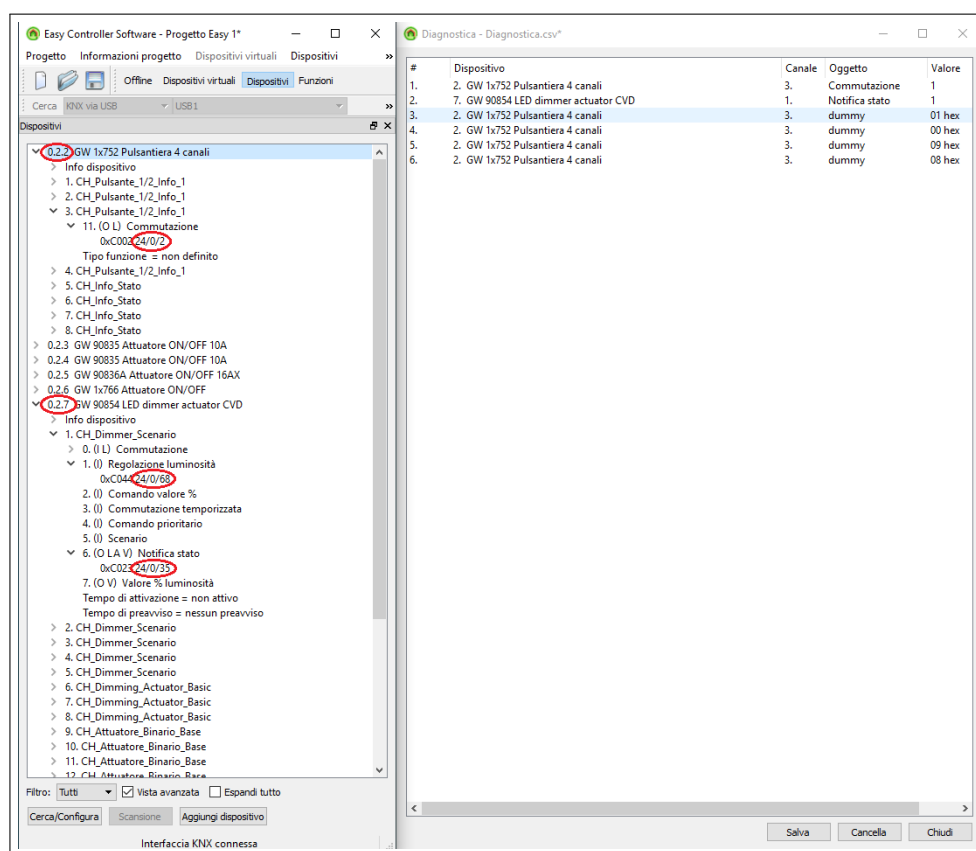 Easy Controller Software - Progetto Easy 1*
Progetto Informazioni progetto Dispositivi virtuali Dispositivi »
Offline Dispositivi virtuali Dispositivi Funzioni
Cerca KNX via USB USB1 »
Dispositivi
0.2.2 GW 1x752 Pulsantiera 4 canali
Info dispositivo
1. CH_Pulsante_1/2_Info_1
2. CH_Pulsante_1/2_Info_1
3. CH_Pulsante_1/2_Info_1
11. (O L) Commutazione
0xC002 24/0/2
Tipo funzione = non definito
4. CH_Pulsante_1/2_Info_1
5. CH_Info_Stato
6. CH_Info_Stato
7. CH_Info_Stato
8. CH_Info_Stato
0.2.3 GW 90835 Attuatore ON/OFF 10A
0.2.4 GW 90835 Attuatore ON/OFF 10A
0.2.5 GW 90836A Attuatore ON/OFF 16AX
0.2.6 GW 1x766 Attuatore ON/OFF
0.2.7 GW 90854 LED dimmer actuator CVD
Info dispositivo
1. CH_Dimmer_Scenario
0. (I L) Commutazione
1. (I) Regolazione luminosità
0xC044 24/0/68
2. (I) Comando valore %
3. (I) Commutazione temporizzata
4. (I) Comando prioritario
5. (I) Scenario
6. (O L A V) Notifica stato
0xC023 24/0/35
7. (O V) Valore % luminosità
Tempo di attivazione = non attivo
Tempo di preavviso = nessun preavviso
2. CH_Dimmer_Scenario
3. CH_Dimmer_Scenario
4. CH_Dimmer_Scenario
5. CH_Dimmer_Scenario
6. CH_Dimming_Actuator_Basic
7. CH_Dimming_Actuator_Basic
8. CH_Dimming_Actuator_Basic
9. CH_Attuatore_Binario_Base
10. CH_Attuatore_Binario_Base
11. CH_Attuatore_Binario_Base
12. CH_Attuatore_Binario_Base
Filtro: Tutti Vista avanzata Espandi tutto
Cerca/Configura Scansione Aggiungi dispositivo
Interfaccia KNX connessa
Diagnostica - Diagnostica.csv*
# Dispositivo Canale Oggetto Valore
1. 2. GW 1x752 Pulsantiera 4 canali 3. Commutazione 1
2. 7. GW 90854 LED dimmer actuator CVD 1. Notifica stato 1
3. 2. GW 1x752 Pulsantiera 4 canali 3. dummy 01 hex
4. 2. GW 1x752 Pulsantiera 4 canali 3. dummy 00 hex
5. 2. GW 1x752 Pulsantiera 4 canali 3. dummy 09 hex
6. 2. GW 1x752 Pulsantiera 4 canali 3. dummy 08 hex
Salva Cancella Chiudi